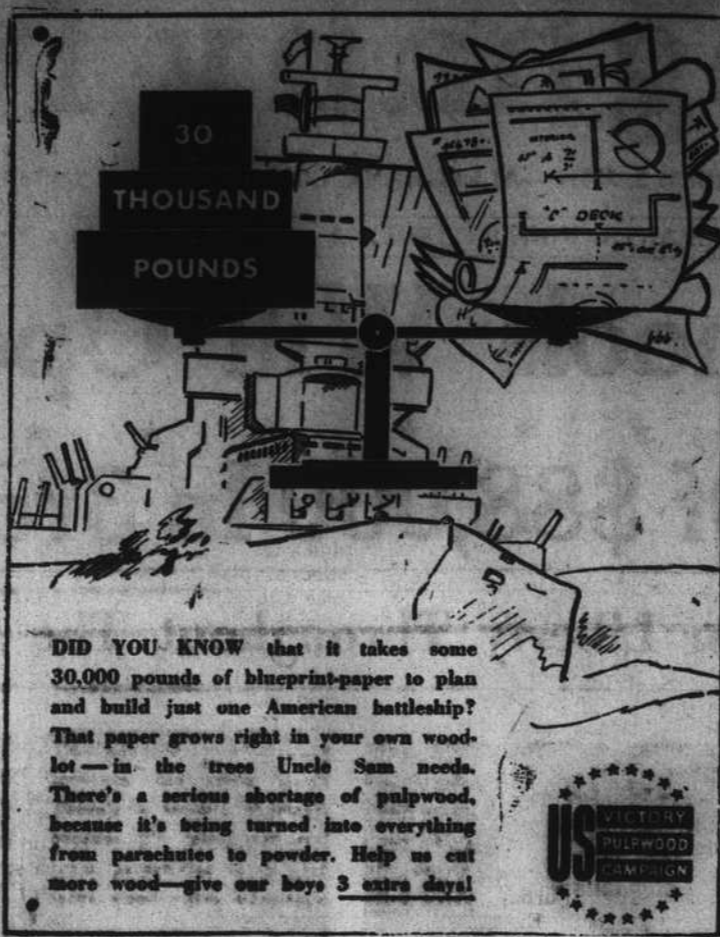 30
THOUSAND
POUNDS
INTERIOR
"C" DECK
DID YOU KNOW that it takes some
30,000 pounds of blueprint-paper to plan
and build just one American battleship?
That paper grows right in your own wood-
lot — in the trees Uncle Sam needs.
There's a serious shortage of pulpwood,
because it's being turned into everything
from parachutes to powder. Help us cut
more wood—give our boys 3 extra days!
US
VICTORY
PULPWOOD
CAMPAIGN